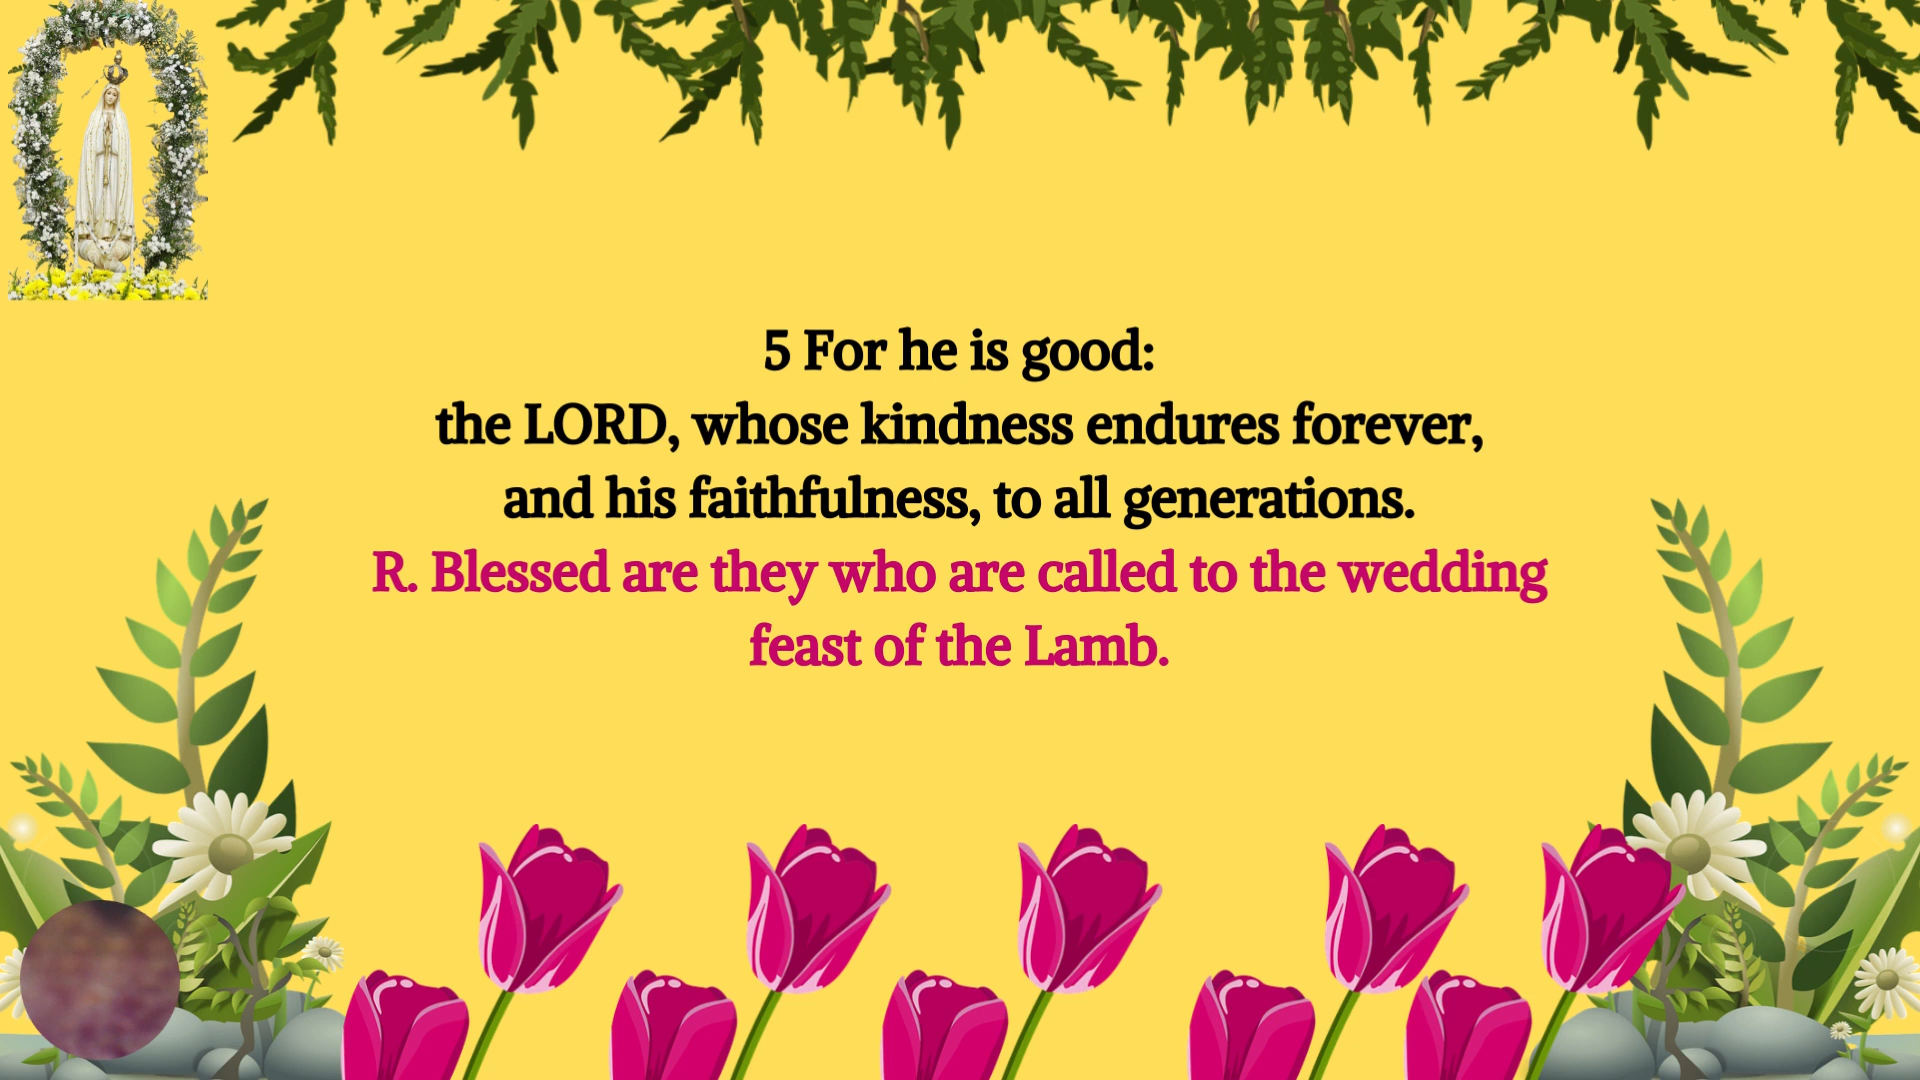 5 For he is good:
the LORD, whose kindness endures forever,
and his faithfulness, to all generations.
R. Blessed are they who are called to the wedding
feast of the Lamb.